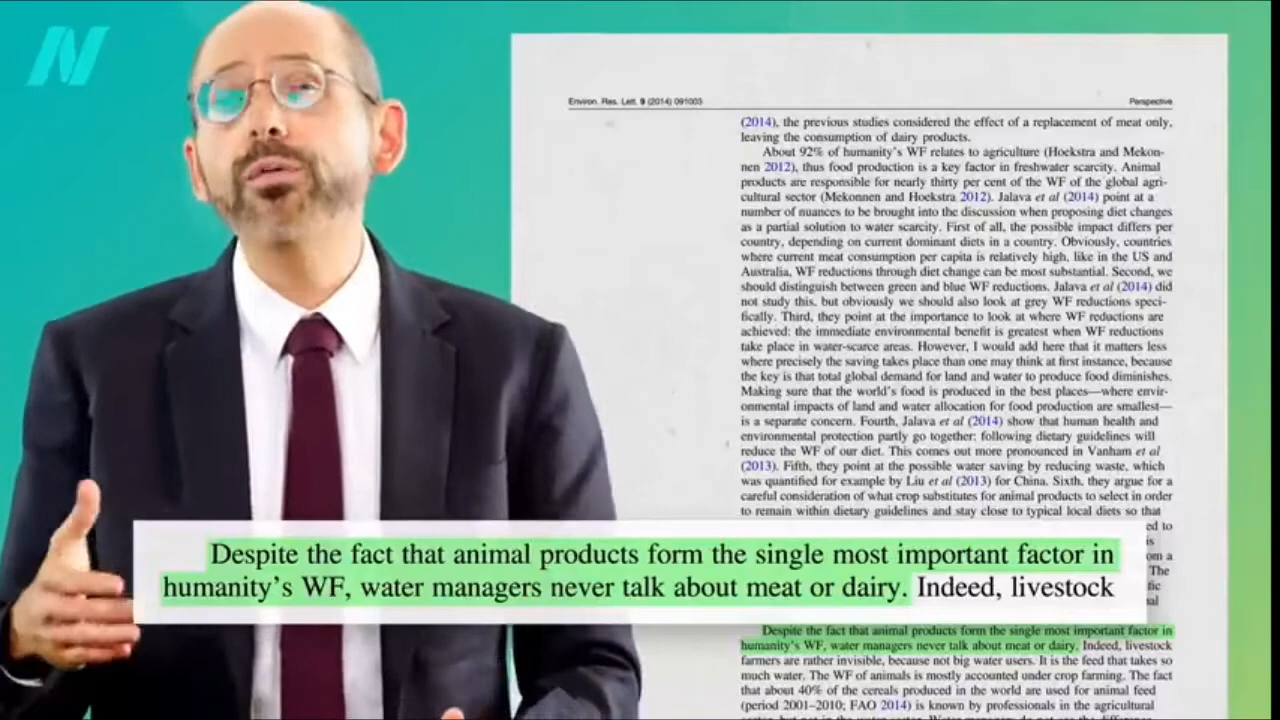 Environ. Res. Lett. 9 (2014) 091003
Perspective
(2014), the previous studies considered the effect of a replacement of meat only,
leaving the consumption of dairy products.
About 92% of humanity's WF relates to agriculture (Hoekstra and Mekon-
nen 2012), thus food production is a key factor in freshwater scarcity. Animal
products are responsible for nearly thirty per cent of the WF of the global agri-
cultural sector (Mekonnen and Hoekstra 2012). Jalava et al (2014) point at a
number of nuances to be brought into the discussion when proposing diet changes
as a partial solution to water scarcity. First of all, the possible impact differs per
country, depending on current dominant diets in a country. Obviously, countries
where current meat consumption per capita is relatively high, like in the US and
Australia, WF reductions through diet change can be most substantial. Second, we
should distinguish between green and blue WF reductions. Jalava et al (2014) did
not study this, but obviously we should also look at grey WF reductions speci-
fically. Third, they point at the importance to look at where WF reductions are
achieved: the immediate environmental benefit is greatest when WF reductions
take place in water-scarce areas. However, I would add here that it matters less
where precisely the saving takes place than one may think at first instance, because
the key is that total global demand for land and water to produce food diminishes.
Making sure that the world's food is produced in the best places—where envir-
onmental impacts of land and water allocation for food production are smallest—
is a separate concern. Fourth, Jalava et al (2014) show that human health and
environmental protection partly go together: following dietary guidelines will
reduce the WF of our diet. This comes out more pronounced in Vanham et al
(2013). Fifth, they point at the possible water saving by reducing waste, which
was quantified for example by Liu et al (2013) for China. Sixth, they argue for a
careful consideration of what crop substitutes for animal products to select in order
to remain within dietary guidelines and stay close to typical local diets so that
ed to
is
om a
The
fic
Despite the fact that animal products form the single most important factor in
humanity's WF, water managers never talk about meat or dairy. Indeed, livestock
Despite the fact that animal products form the single most important factor in
humanity's WF, water managers never talk about meat or dairy. Indeed, livestock
farmers are rather invisible, because not big water users. It is the feed that takes so
much water. The WF of animals is mostly accounted under crop farming. The fact
that about 40% of the cereals produced in the world are used for animal feed
(period 2001–2010; FAO 2014) is known by professionals in the agricultural